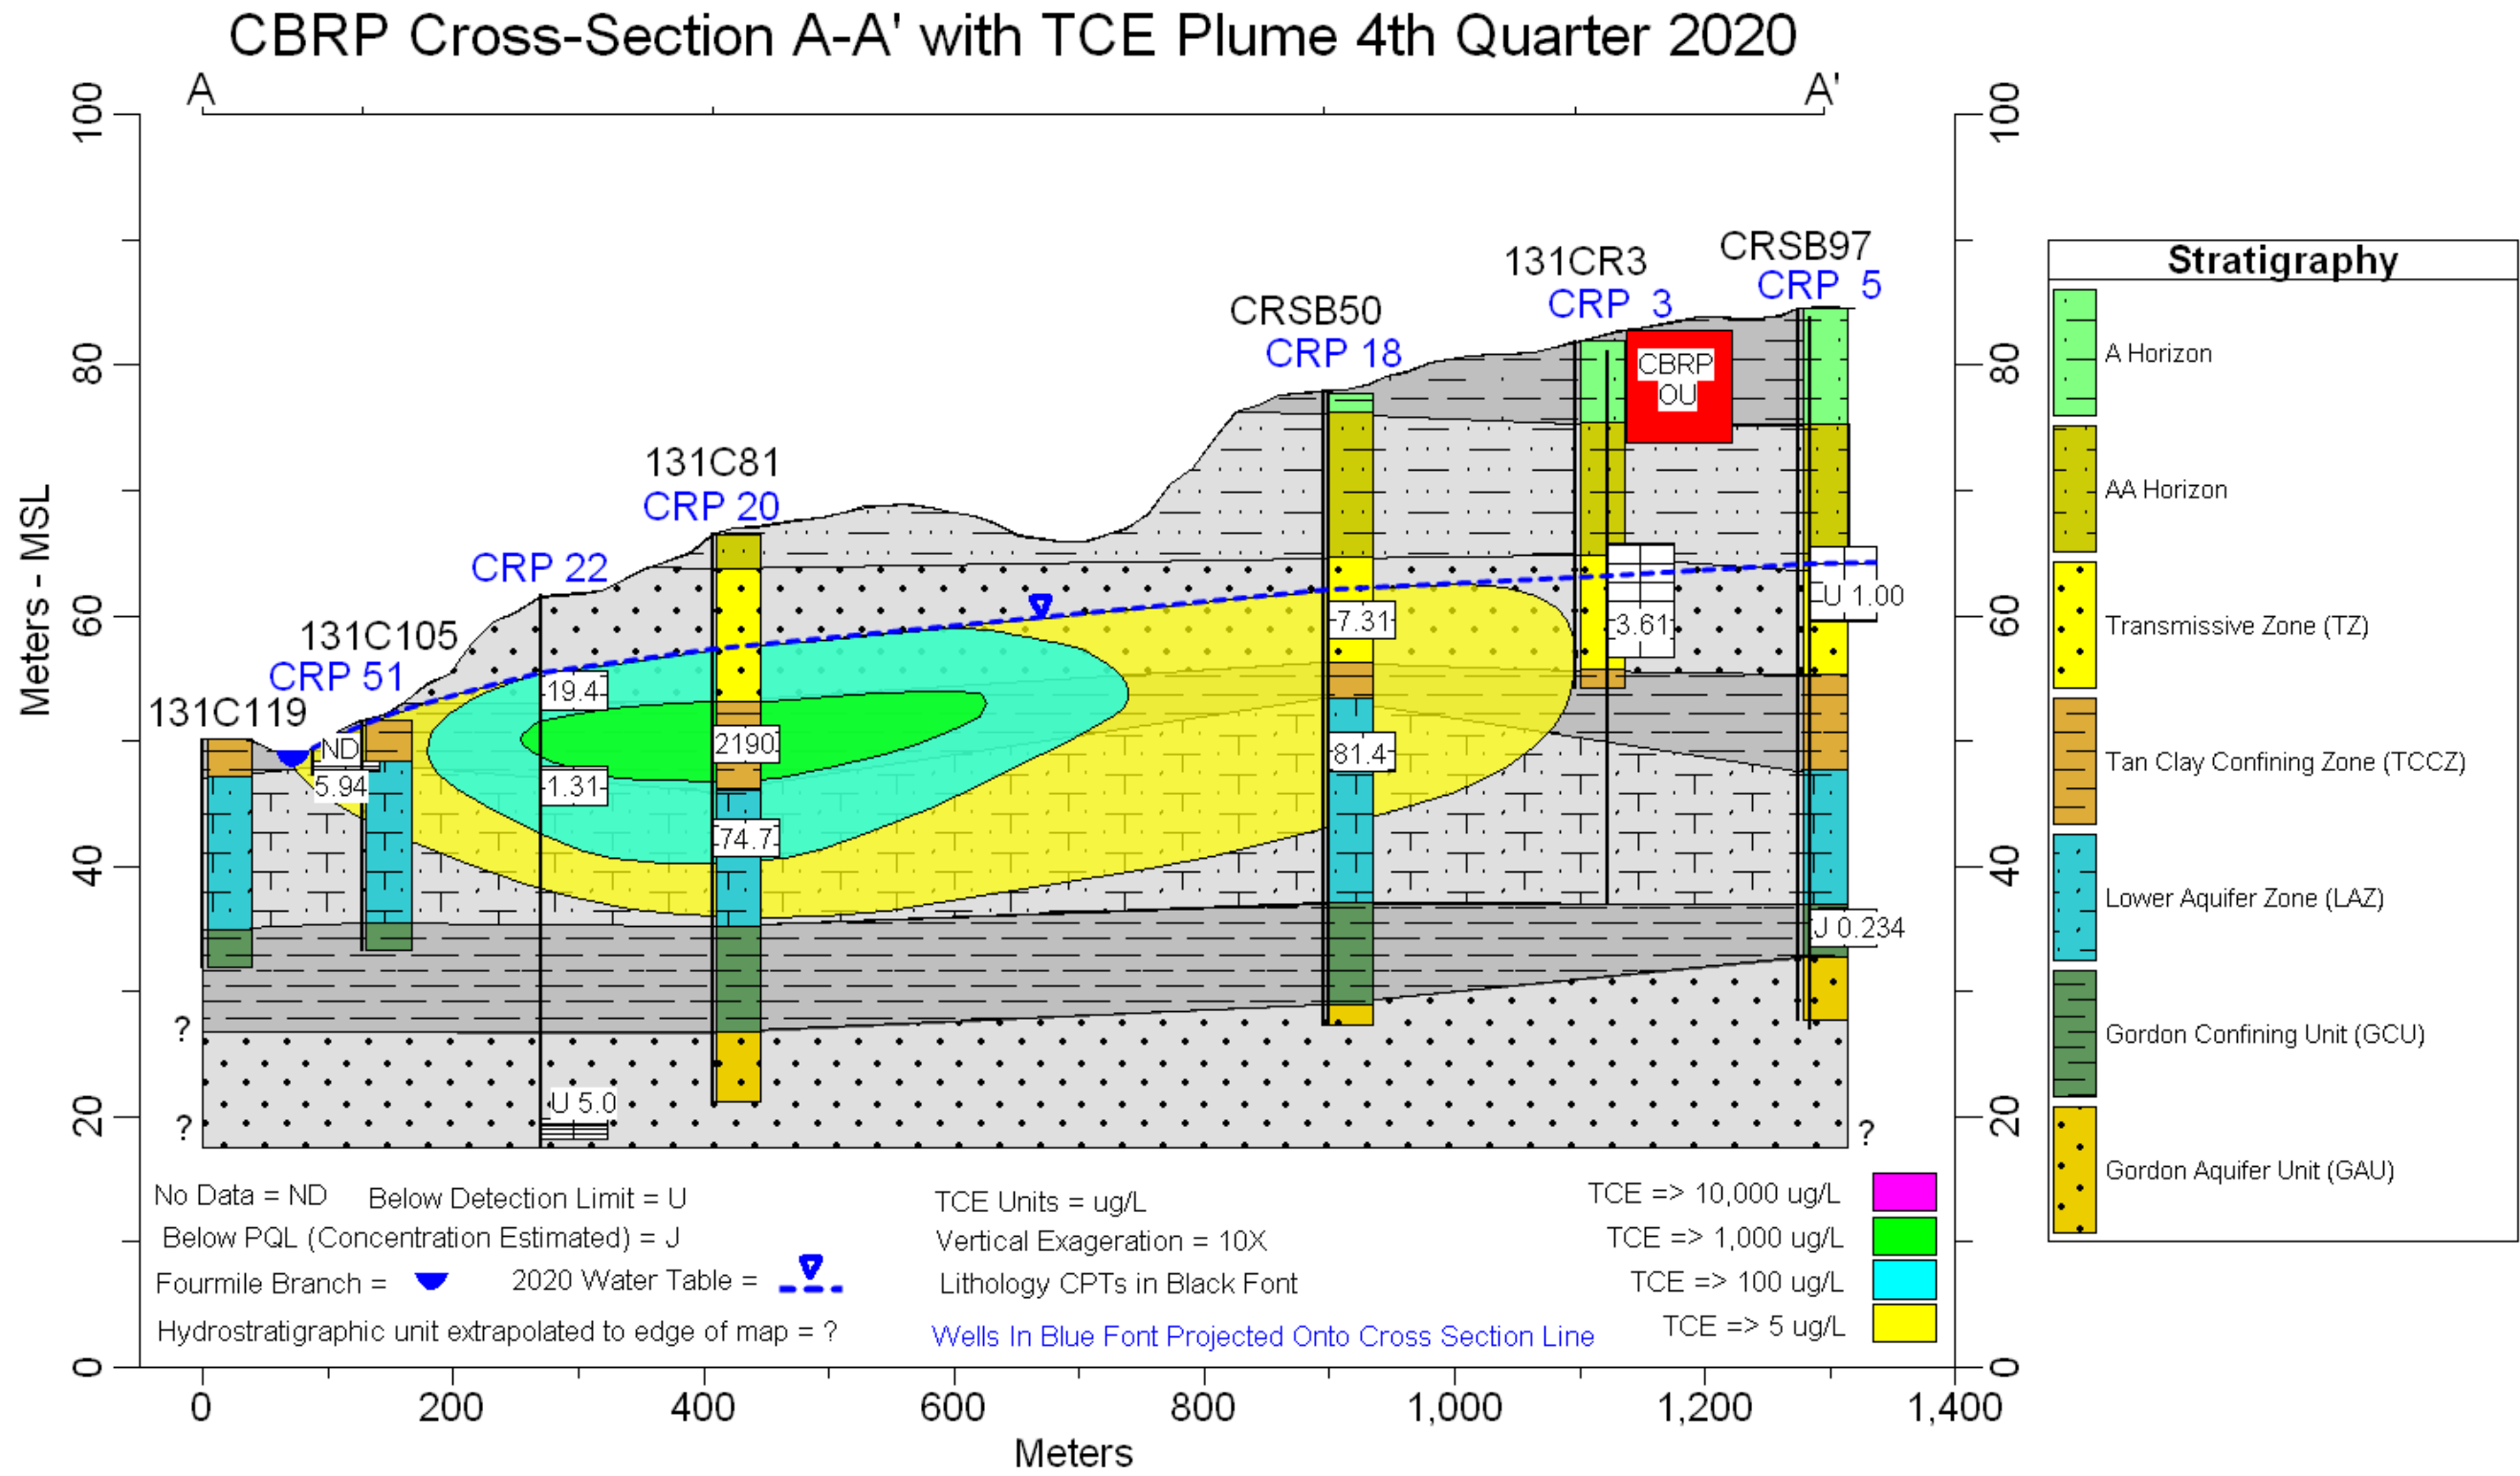 CBRP Cross-Section A-A' with TCE Plume 4th Quarter 2020
A
A'
100
80
60
40
20
0
Meters - MSL
100
80
60
40
20
0
0
200
400
600
800
1,000
1,200
1,400
Meters
131C119
CRP 51
131C105
CRP 22
131C81
CRP 20
CRSB50
CRP 18
131CR3
CRP 3
CRSB97
CRP 5
CBRP
OU
ND
5.94
19.4
1.31
U 5.0
2190
74.7
7.31
81.4
3.61
U 1.00
J 0.234
?
?
?
No Data = ND
Below Detection Limit = U
Below PQL (Concentration Estimated) = J
Fourmile Branch =
2020 Water Table =
Hydrostratigraphic unit extrapolated to edge of map = ?
TCE Units = ug/L
Vertical Exageration = 10X
Lithology CPTs in Black Font
Wells In Blue Font Projected Onto Cross Section Line
TCE => 10,000 ug/L
TCE => 1,000 ug/L
TCE => 100 ug/L
TCE => 5 ug/L
Stratigraphy
A Horizon
AA Horizon
Transmissive Zone (TZ)
Tan Clay Confining Zone (TCCZ)
Lower Aquifer Zone (LAZ)
Gordon Confining Unit (GCU)
Gordon Aquifer Unit (GAU)